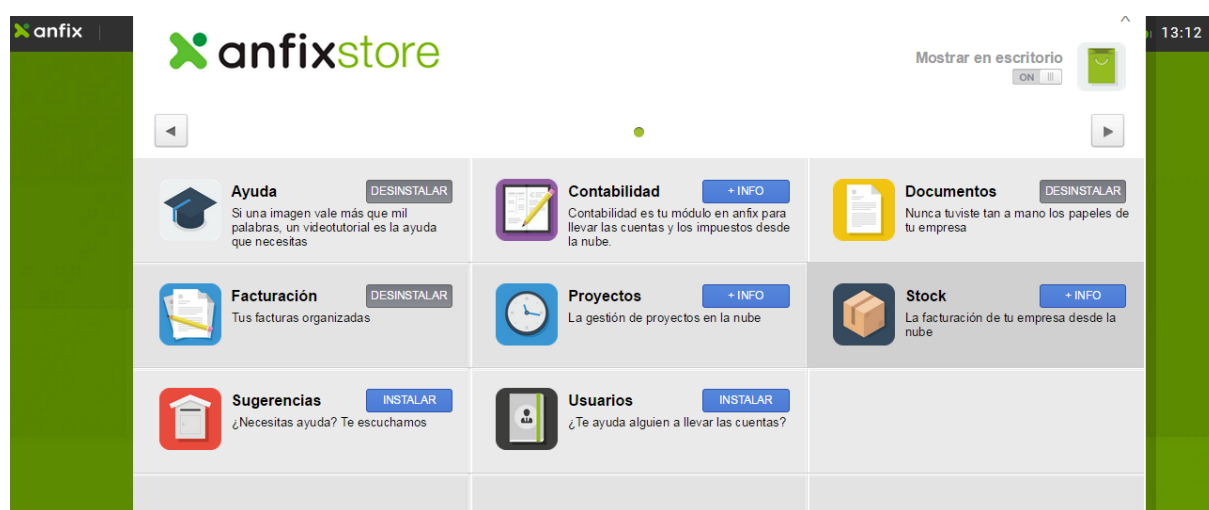 anfix
anfixstore
Mostrar en escritorio
ON
13:12
Ayuda
DESINSTALAR
Si una imagen vale más que mil
palabras, un videotutorial es la ayuda
que necesitas
Contabilidad
+ INFO
Contabilidad es tu módulo en anfix para
llevar las cuentas y los impuestos desde
la nube.
Documentos
DESINSTALAR
Nunca tuviste tan a mano los papeles de
tu empresa
Facturación
DESINSTALAR
Tus facturas organizadas
Proyectos
+ INFO
La gestión de proyectos en la nube
Stock
+ INFO
La facturación de tu empresa desde la
nube
Sugerencias
INSTALAR
¿Necesitas ayuda? Te escuchamos
Usuarios
INSTALAR
¿Te ayuda alguien a llevar las cuentas?